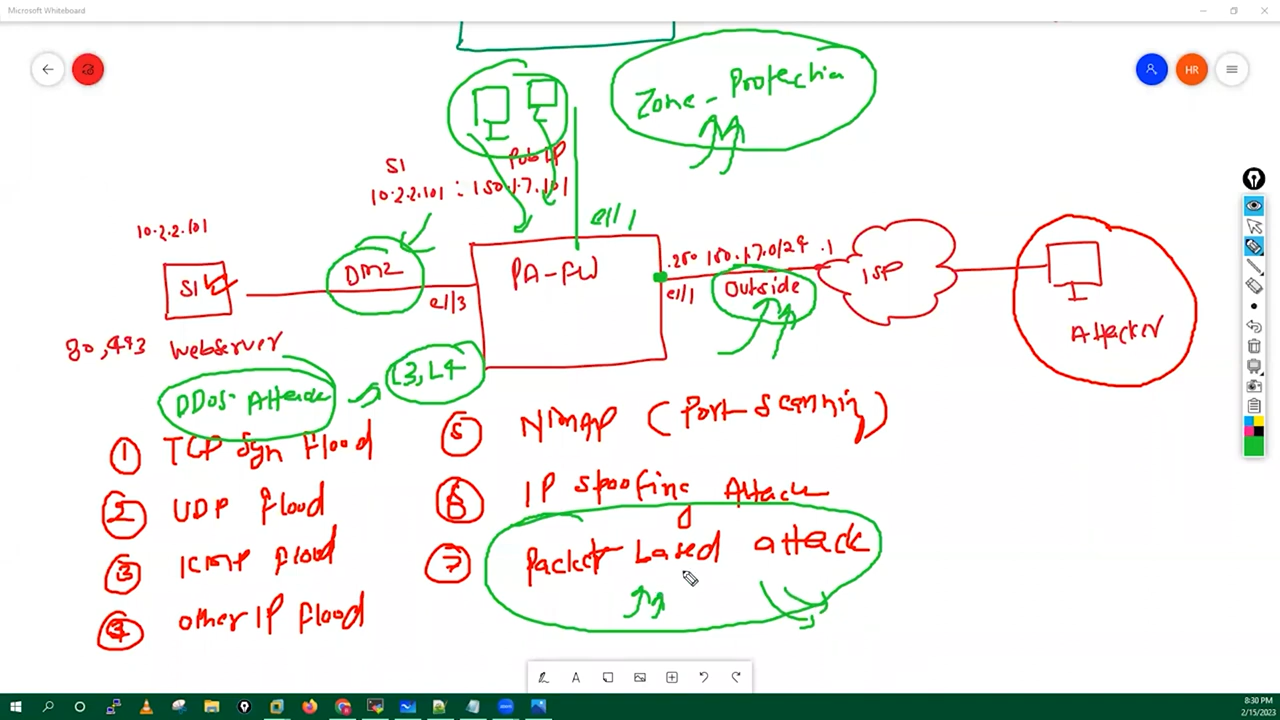 Microsoft Whiteboard
HR
Zone - Protection
S1
Pub IP
10.2.2.101 : 150.1.7.101
10.2.2.101
e1/1
S1
DMZ
e1/3
PA-FW
.250 150.1.7.0/24 .1
e1/1
Outside
ISP
Attacker
80,443 Webserver
L3, L4
DDos- Attack
① TCP Syn Flood
② UDP Flood
③ ICMP Flood
④ other IP flood
⑤ NMAP (Port Scanning)
⑥ IP spoofing Attack
⑦ Packet based attack
8:30 PM
2/15/2023